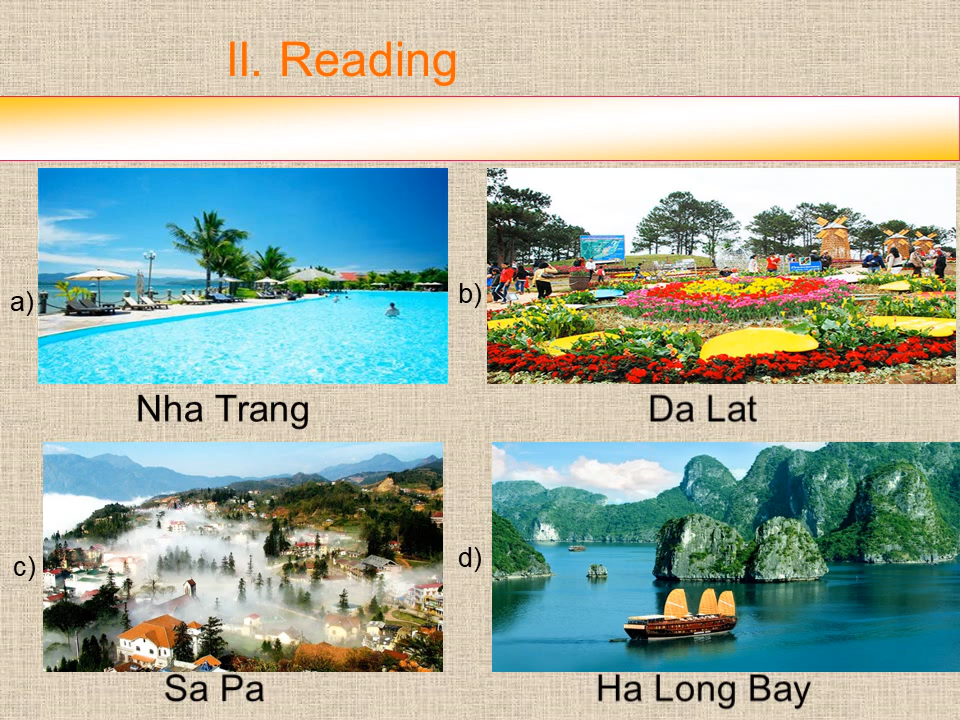 II. Reading
a)
b)
Nha Trang
Da Lat
c)
d)
Sa Pa
Ha Long Bay